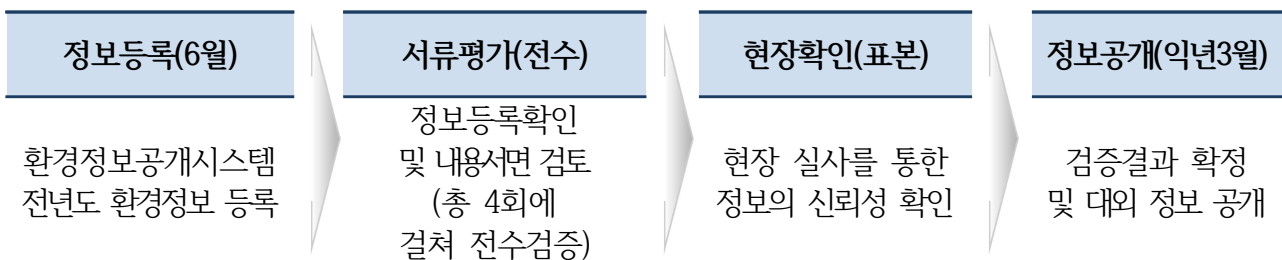 정보등록(6월)
환경정보공개시스템
전년도 환경정보 등록
서류평가(전수)
정보등록확인
및 내용서면 검토
(총 4회에
걸쳐 전수검증)
현장확인(표본)
현장 실사를 통한
정보의 신뢰성 확인
정보공개(익년3월)
검증결과 확정
및 대외 정보 공개